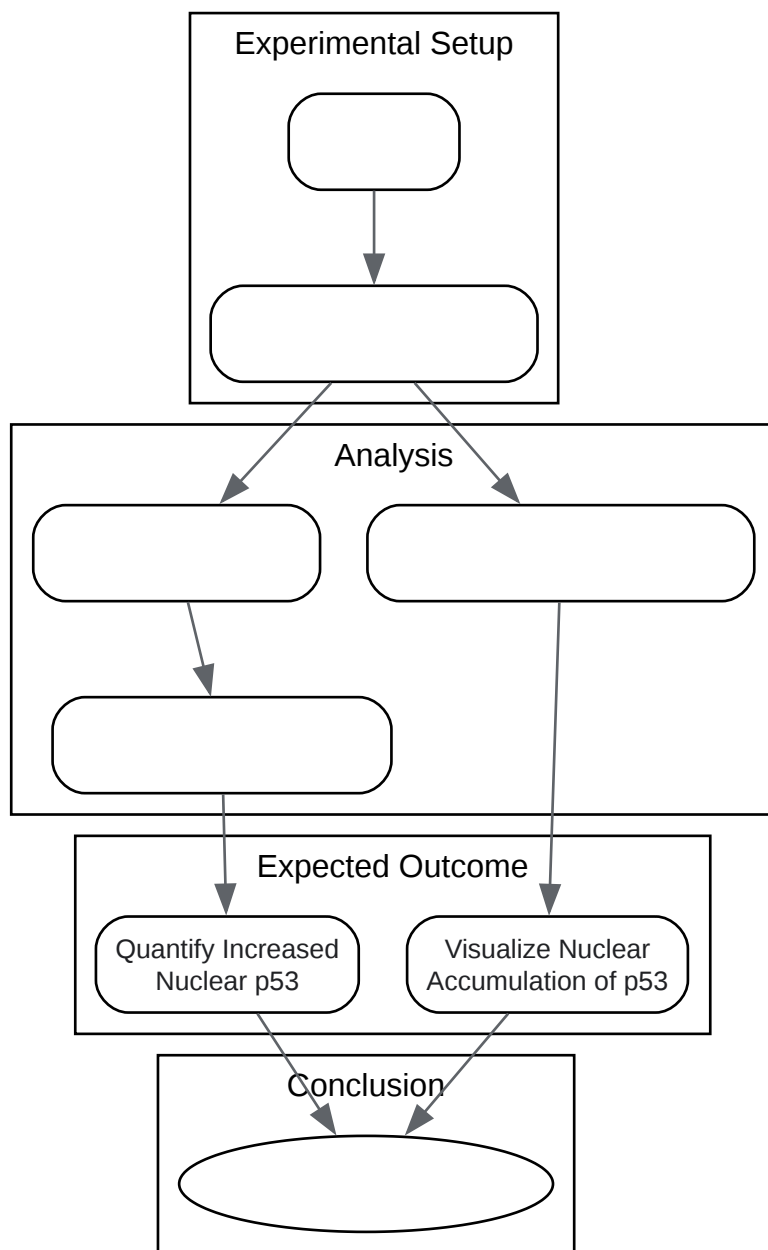 Experimental Setup
Analysis
Expected Outcome
Quantify Increased
Nuclear p53
Visualize Nuclear
Accumulation of p53
Conclusion